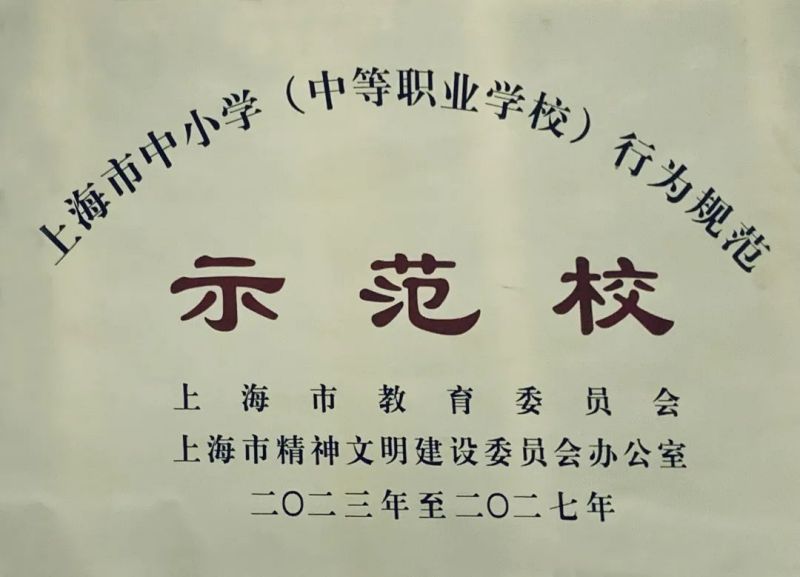 上海市中小学（中等职业学校）行为规范
示范校
上海市教育委员会
上海市精神文明建设委员会办公室
二〇二三年至二〇二七年